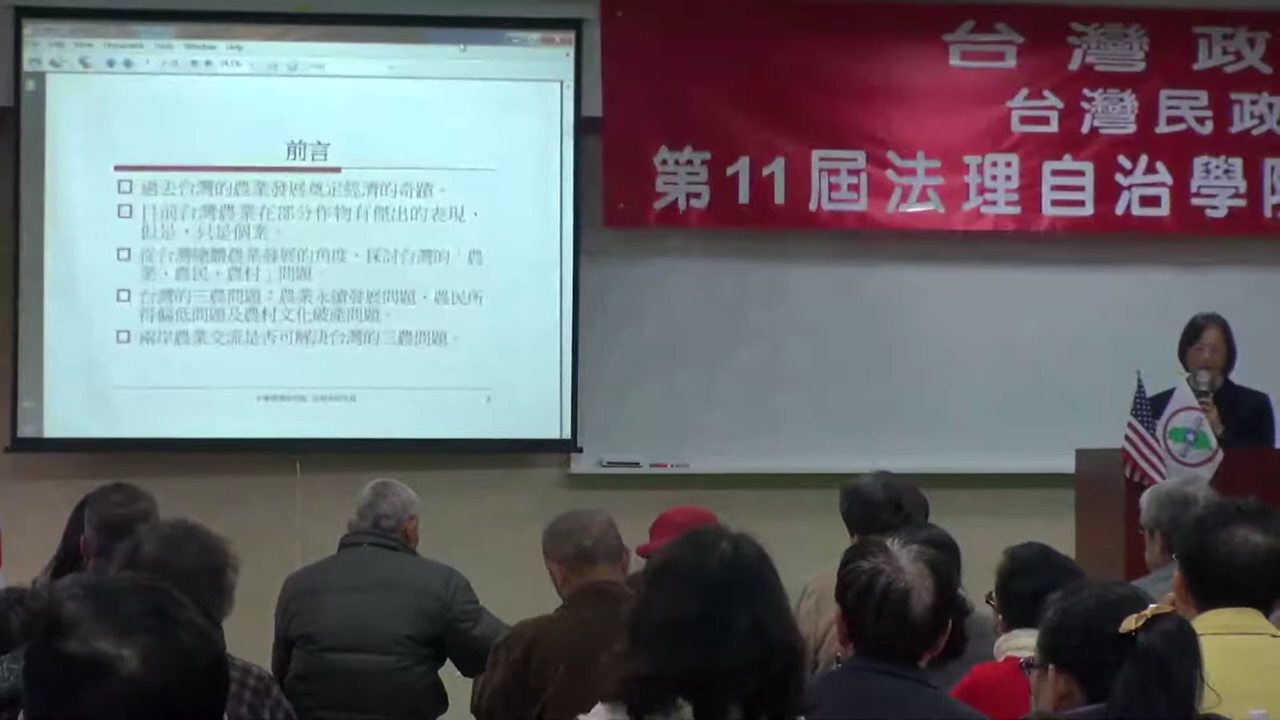 前言
過去台灣的農業發展奠定經濟的奇蹟。
目前台灣農業在部分作物有傑出的表現，
但是，只是個案。
從台灣總體農業發展的角度，探討台灣的「農
業、農民、農村」問題。
台灣的三農問題：農業永續發展問題、農民所
得偏低問題及農村文化破產問題。
兩岸農業交流是否可解決台灣的三農問題。
台灣政
台灣民政
第11屆法理自治學院